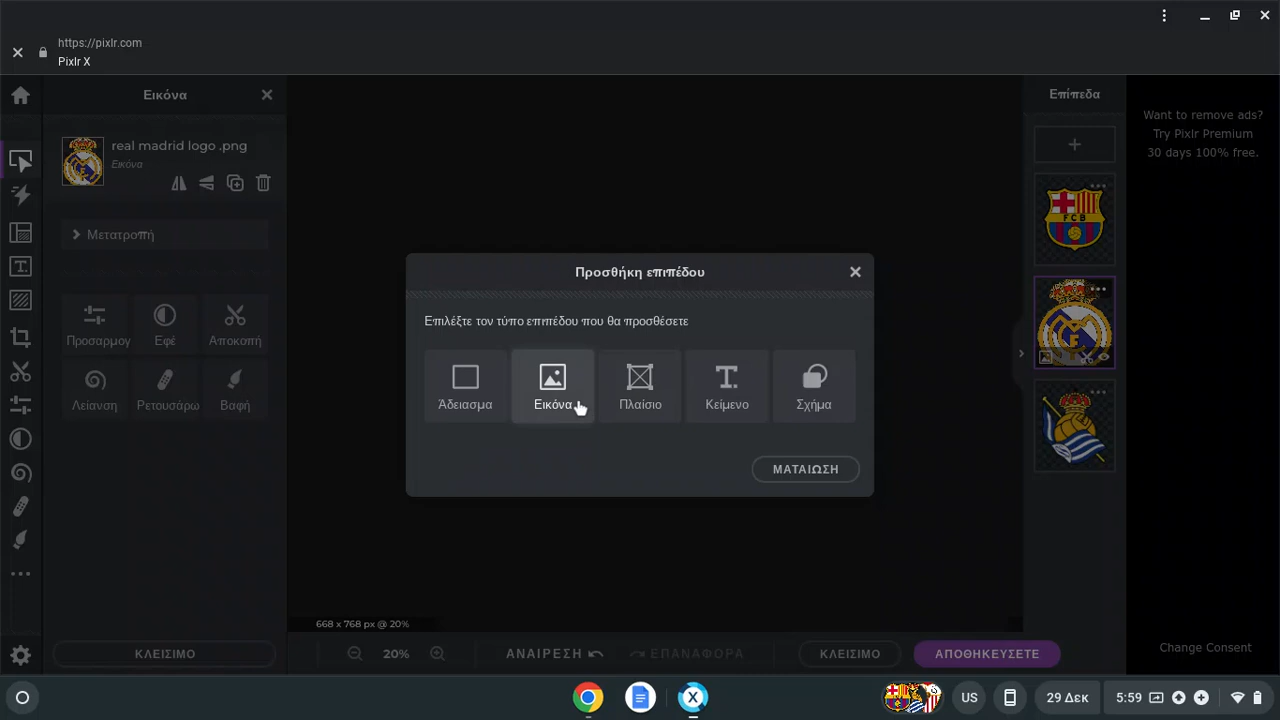 https://pixlr.com
Pixlr X
Εικόνα
real madrid logo .png
Εικόνα
Μετατροπή
Προσαρμογ
Εφέ
Αποκοπή
Λείανση
Ρετουσάρω
Βαφή
ΚΛΕΙΣΙΜΟ
Προσθήκη επιπέδου
Επιλέξτε τον τύπο επιπέδου που θα προσθέσετε
Άδειασμα
Εικόνα
Πλαίσιο
Κείμενο
Σχήμα
ΜΑΤΑΙΩΣΗ
668 x 768 px @ 20%
20%
ΑΝΑΙΡΕΣΗ
ΕΠΑΝΑΦΟΡΑ
ΚΛΕΙΣΙΜΟ
ΑΠΟΘΗΚΕΥΣΕΤΕ
Επίπεδα
FCB
Want to remove ads?
Try Pixlr Premium
30 days 100% free.
Change Consent
US
29 Δεκ
5:59